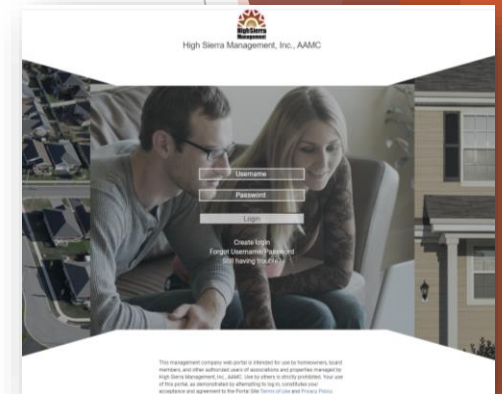 High Sierra
Management
High Sierra Management, Inc., AAMC
Username
Password
Login
Create login
Forgot Username/Password
Still having trouble?
This management company web portal is intended for use by homeowners, board
members, and other authorized users of associations and properties managed by
High Sierra Management, Inc., AAMC. Use by others is strictly prohibited. Your use
of this portal, as demonstrated by attempting to log in, constitutes your
acceptance and agreement to the Portal Site Terms of Use and Privacy Policy